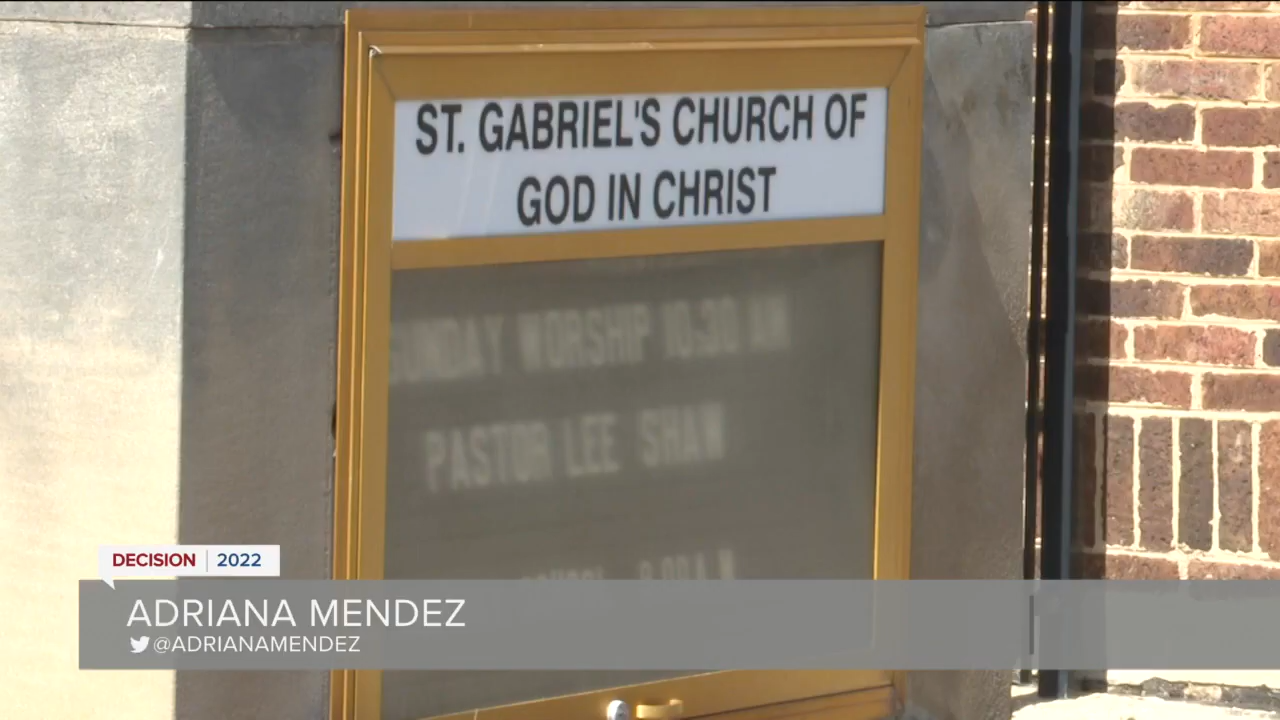 ST. GABRIEL'S CHURCH OF
GOD IN CHRIST
SUNDAY WORSHIP 10:30 AM
PASTOR LEE SHAW
DECISION 2022
ADRIANA MENDEZ
@ADRIANAMENDEZ